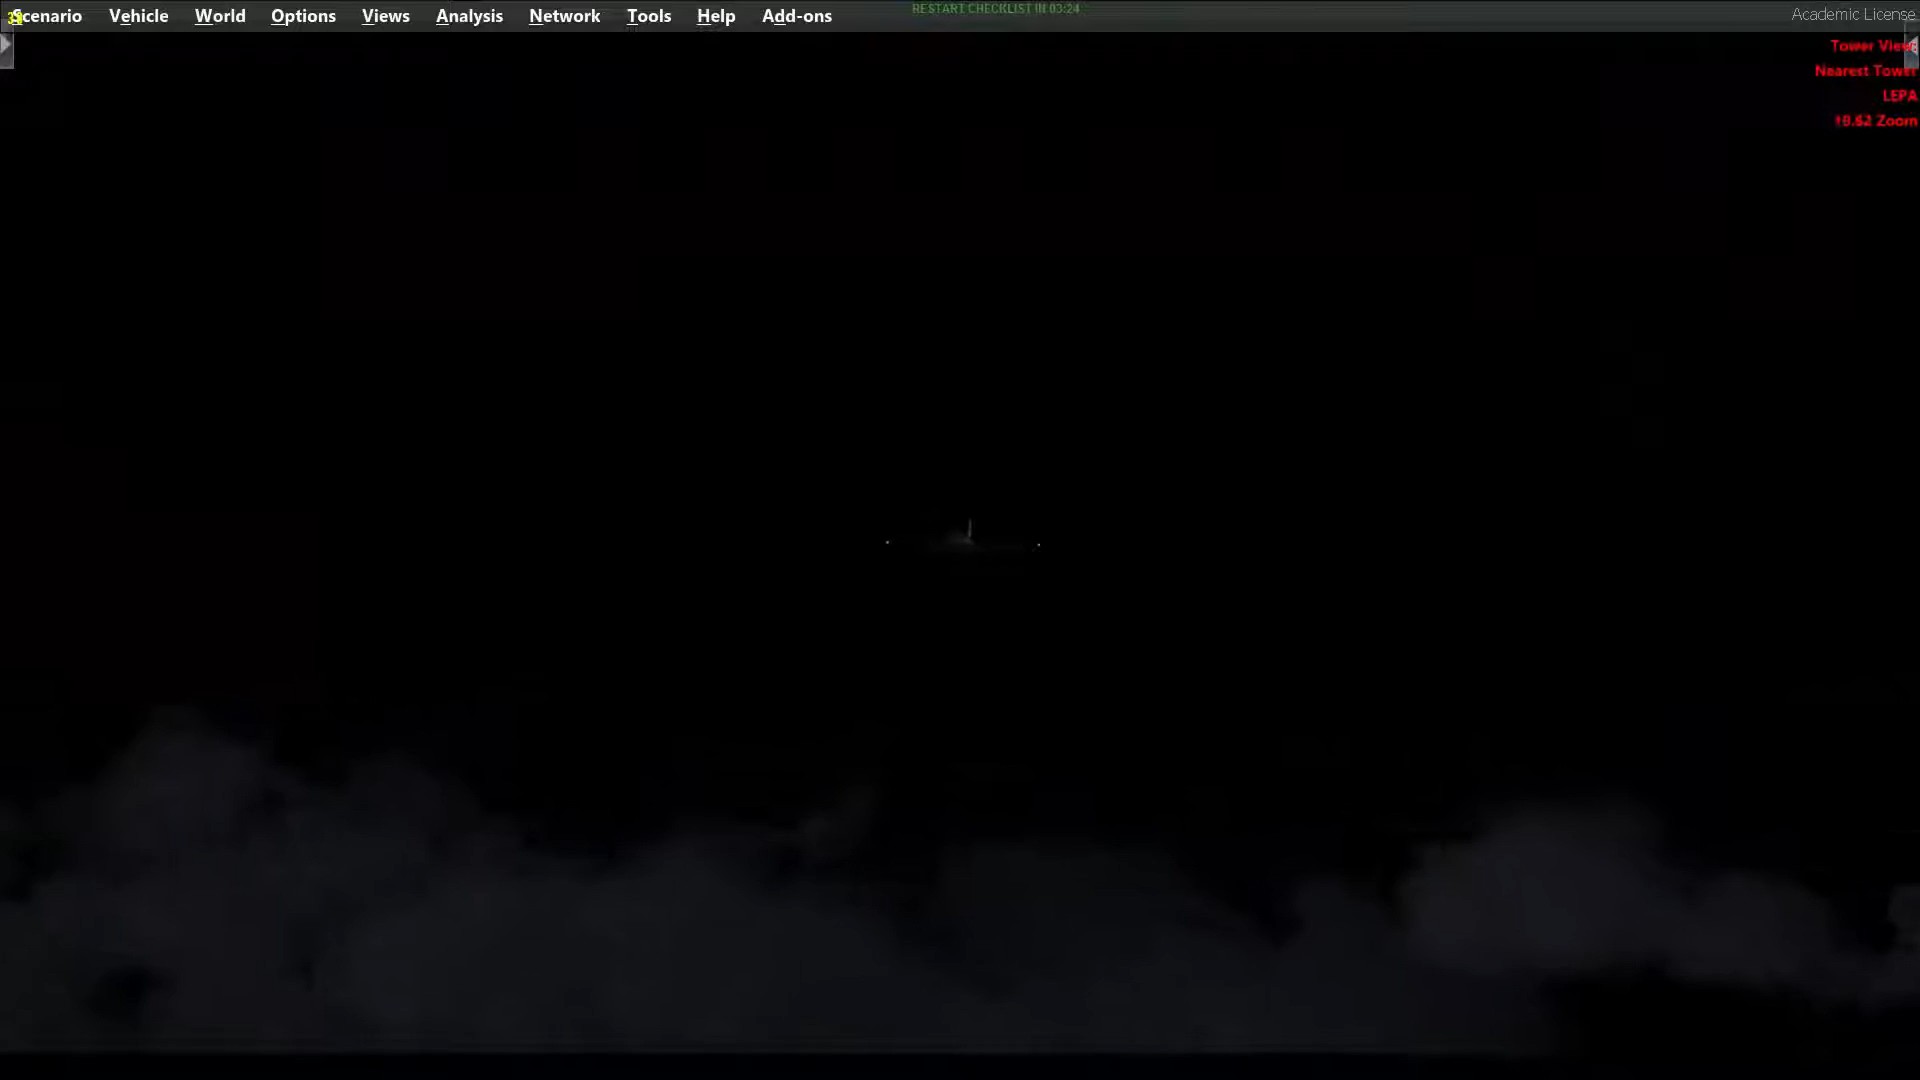 Scenario Vehicle World Options Views Analysis Network Tools Help Add-ons
RESTART CHECKLIST IN 03:24
Academic License
Tower View:
Nearest Tower
LEPA
Zoom